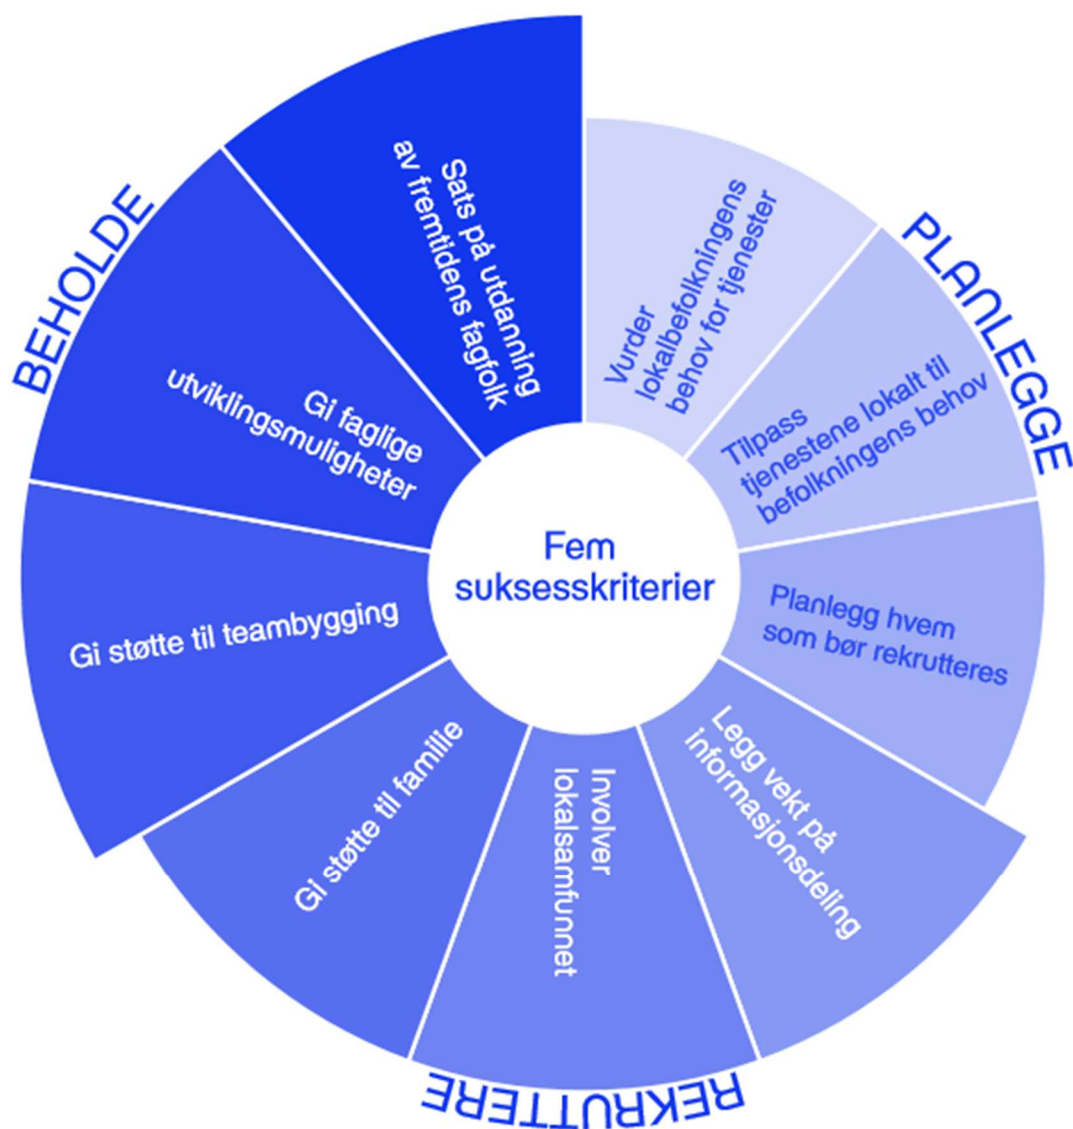 Fem
suksesskriterier
PLANLEGGE
Vurder
lokalbefolkningens
behov for tjenester
Tilpass
tjenestene lokalt til
befolkningens behov
Planlegg hvem
som bør rekrutteres
REKRUTTERE
Legg vekt på
informasjonsdeling
Involver
lokalsamfunnet
Gi støtte til familie
BEHOLDE
Gi støtte til teambygging
Gi faglige
utviklingsmuligheter
Sats på utdanning
av fremtidens fagfolk